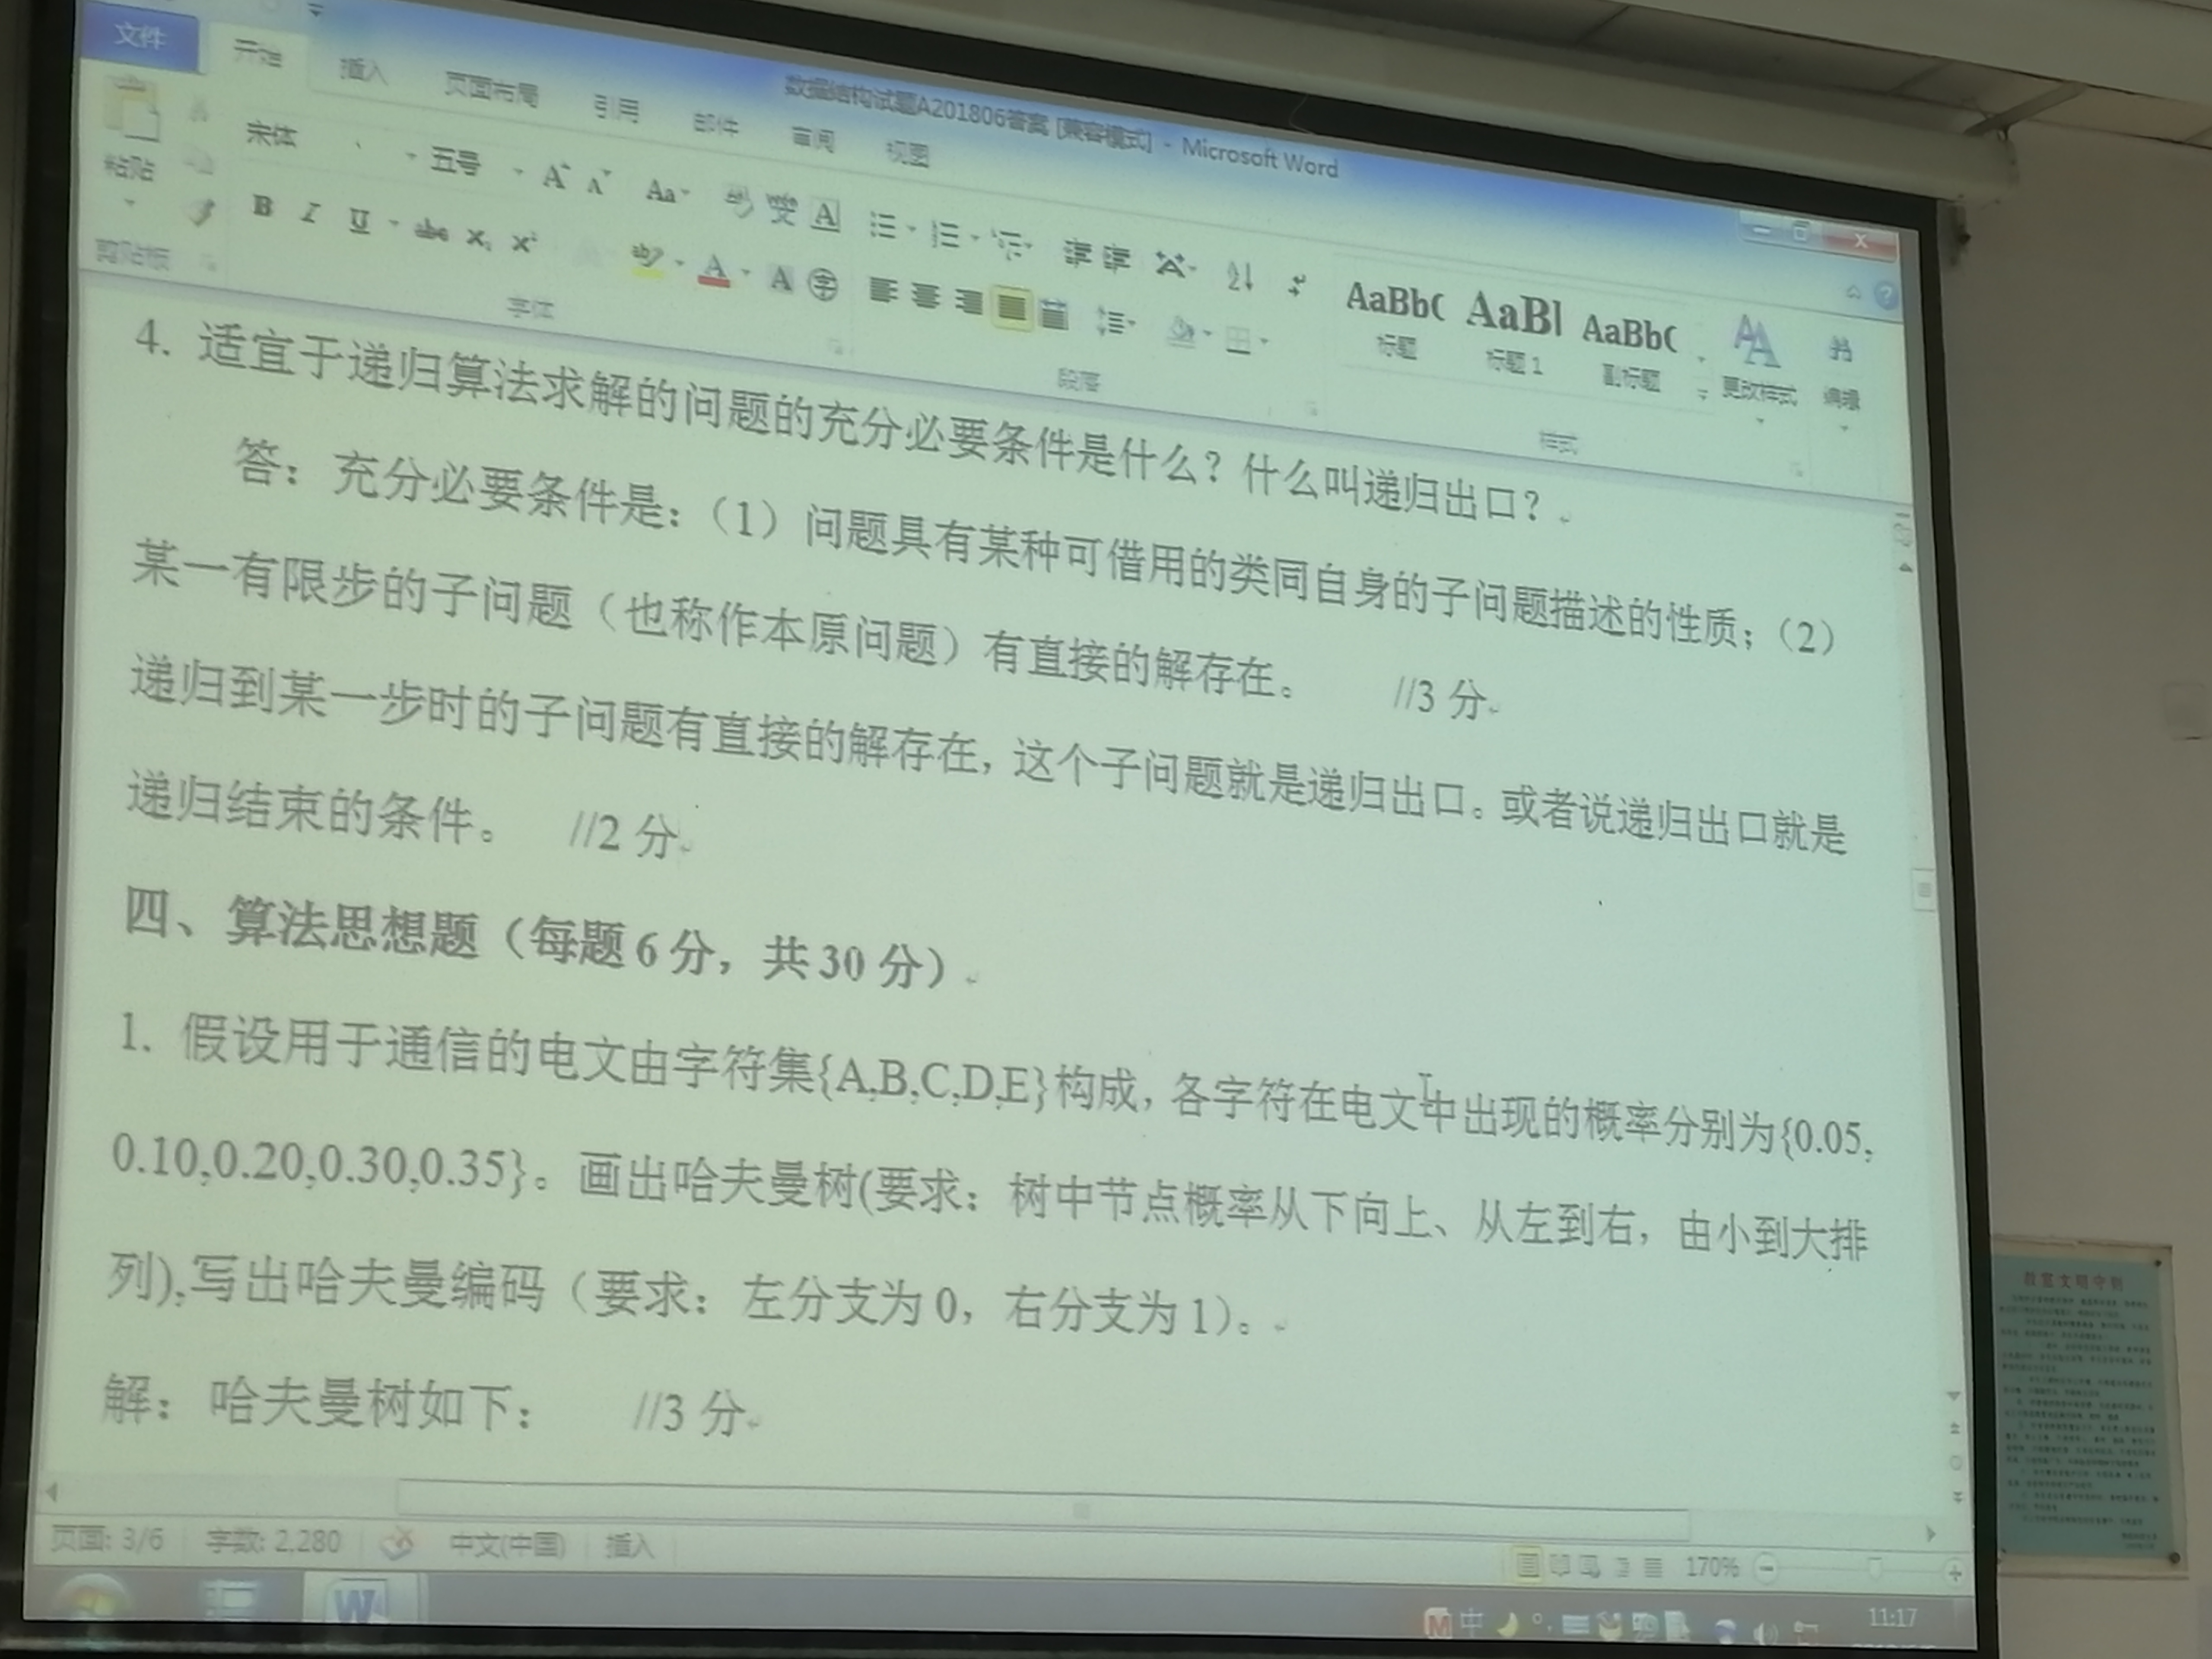 数据结构试题A201806答案 [兼容模式] - Microsoft Word
文件 开始 插入 页面布局 引用 邮件 审阅 视图
粘贴
剪贴板
宋体 五号
字体
段落
AaBb( AaBl AaBb(
标题 标题 1 副标题
更改样式 编辑
样式
4. 适宜于递归算法求解的问题的充分必要条件是什么？什么叫递归出口？
答：充分必要条件是：（1）问题具有某种可借用的类同自身的子问题描述的性质；（2）
某一有限步的子问题（也称作本原问题）有直接的解存在。 //3 分
递归到某一步时的子问题有直接的解存在，这个子问题就是递归出口。或者说递归出口就是
递归结束的条件。 //2 分
四、算法思想题（每题 6 分，共 30 分）
1. 假设用于通信的电文由字符集{A,B,C,D,E}构成，各字符在电文中出现的概率分别为{0.05,
0.10,0.20,0.30,0.35}。画出哈夫曼树(要求：树中节点概率从下向上、从左到右，由小到大排
列),写出哈夫曼编码（要求：左分支为 0，右分支为 1）。
解：哈夫曼树如下： //3 分
页面: 3/6 字数: 2,280 中文(中国) 插入 170%
11:17
教室文明守则